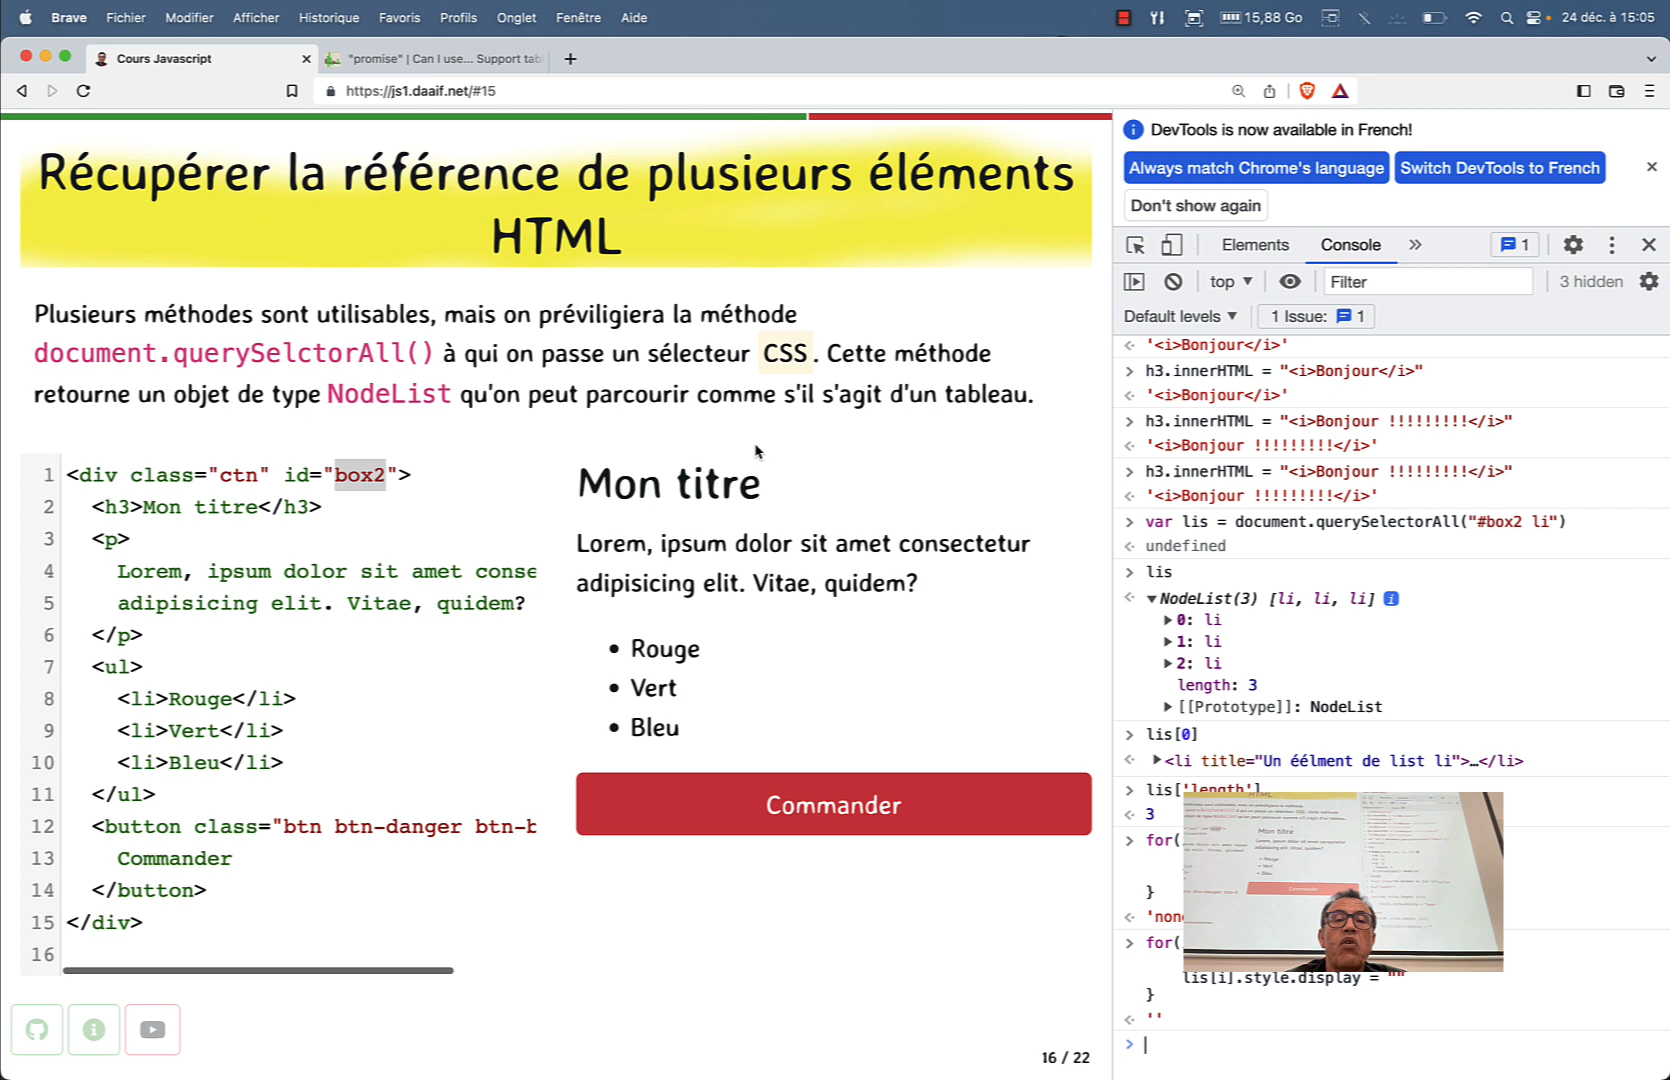 Brave Fichier Modifier Afficher Historique Favoris Profils Onglet Fenêtre Aide 15,88 Go 24 déc. à 15:05
Cours Javascript "promise" | Can I use... Support tab
https://js1.daaif.net/#15
Récupérer la référence de plusieurs éléments
HTML
Plusieurs méthodes sont utilisables, mais on préviligiera la méthode
document.querySelctorAll() à qui on passe un sélecteur CSS. Cette méthode
retourne un objet de type NodeList qu'on peut parcourir comme s'il s'agit d'un tableau.
1 <div class="ctn" id="box2">
2 <h3>Mon titre</h3>
3 <p>
4 Lorem, ipsum dolor sit amet conse
5 adipisicing elit. Vitae, quidem?
6 </p>
7 <ul>
8 <li>Rouge</li>
9 <li>Vert</li>
10 <li>Bleu</li>
11 </ul>
12 <button class="btn btn-danger btn-b
13 Commander
14 </button>
15 </div>
16
Mon titre
Lorem, ipsum dolor sit amet consectetur
adipisicing elit. Vitae, quidem?
• Rouge
• Vert
• Bleu
Commander
16 / 22
DevTools is now available in French!
Always match Chrome's language Switch DevTools to French
Don't show again
Elements Console 1
top Filter 3 hidden
Default levels 1 Issue: 1
'<i>Bonjour</i>'
h3.innerHTML = "<i>Bonjour</i>"
'<i>Bonjour</i>'
h3.innerHTML = "<i>Bonjour !!!!!!!!!</i>"
'<i>Bonjour !!!!!!!!!</i>'
h3.innerHTML = "<i>Bonjour !!!!!!!!!</i>"
'<i>Bonjour !!!!!!!!!</i>'
var lis = document.querySelectorAll("#box2 li")
undefined
lis
NodeList(3) [li, li, li]
0: li
1: li
2: li
length: 3
[[Prototype]]: NodeList
lis[0]
<li title="Un éélment de list li">…</li>
lis['length']
3
for(
}
'non
for(
lis[i].style.display = ""
}
''